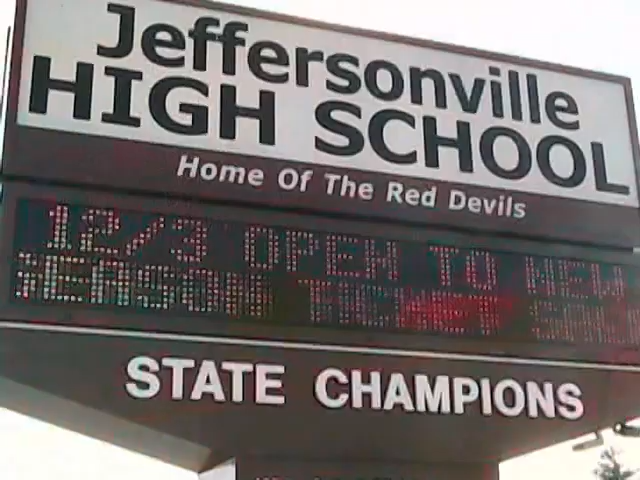 Jeffersonville
HIGH SCHOOL
Home Of The Red Devils
12/3 OPEN TO NEW
SEASON TICKET
STATE CHAMPIONS